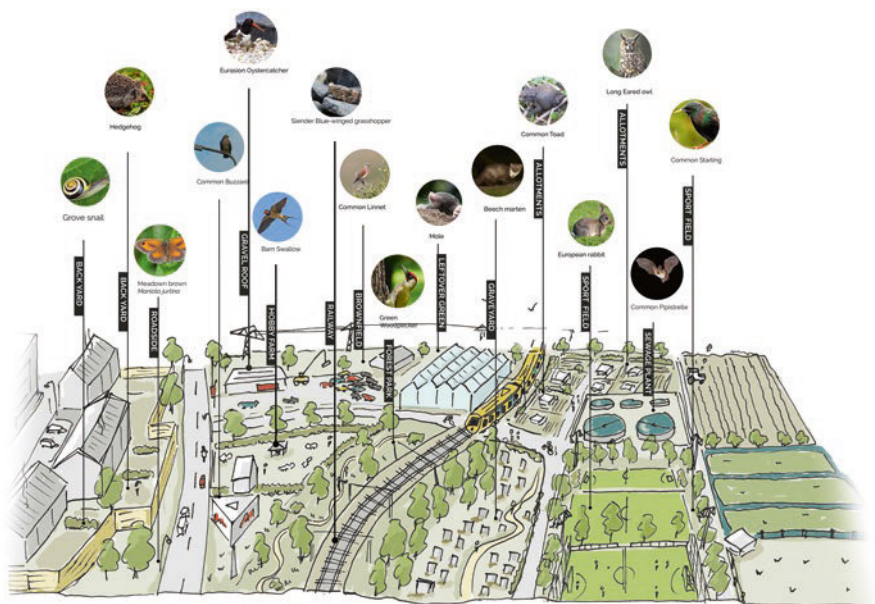 Eurasion Oystercatcher
Long Eared owl
Hedgehog
Slender Blue-winged grasshopper
Common Toad
Common Starling
Common Buzzard
Common Linnet
Beech marten
Grove snail
Mole
Barn Swallow
European rabbit
Meadown brown
Maniola jurtina
Green
Woodpecker
Common Pipistrelle
BACK YARD
BACK YARD
ROADSIDE
GRAVEL ROOF
HOBBY FARM
RAILWAY
BROWNFIELD
FOREST PARK
LEFTOVER GREEN
GRAVEYARD
ALLOTMENTS
SPORT FIELD
ALLOTMENTS
SEWAGE PLANT
SPORT FIELD